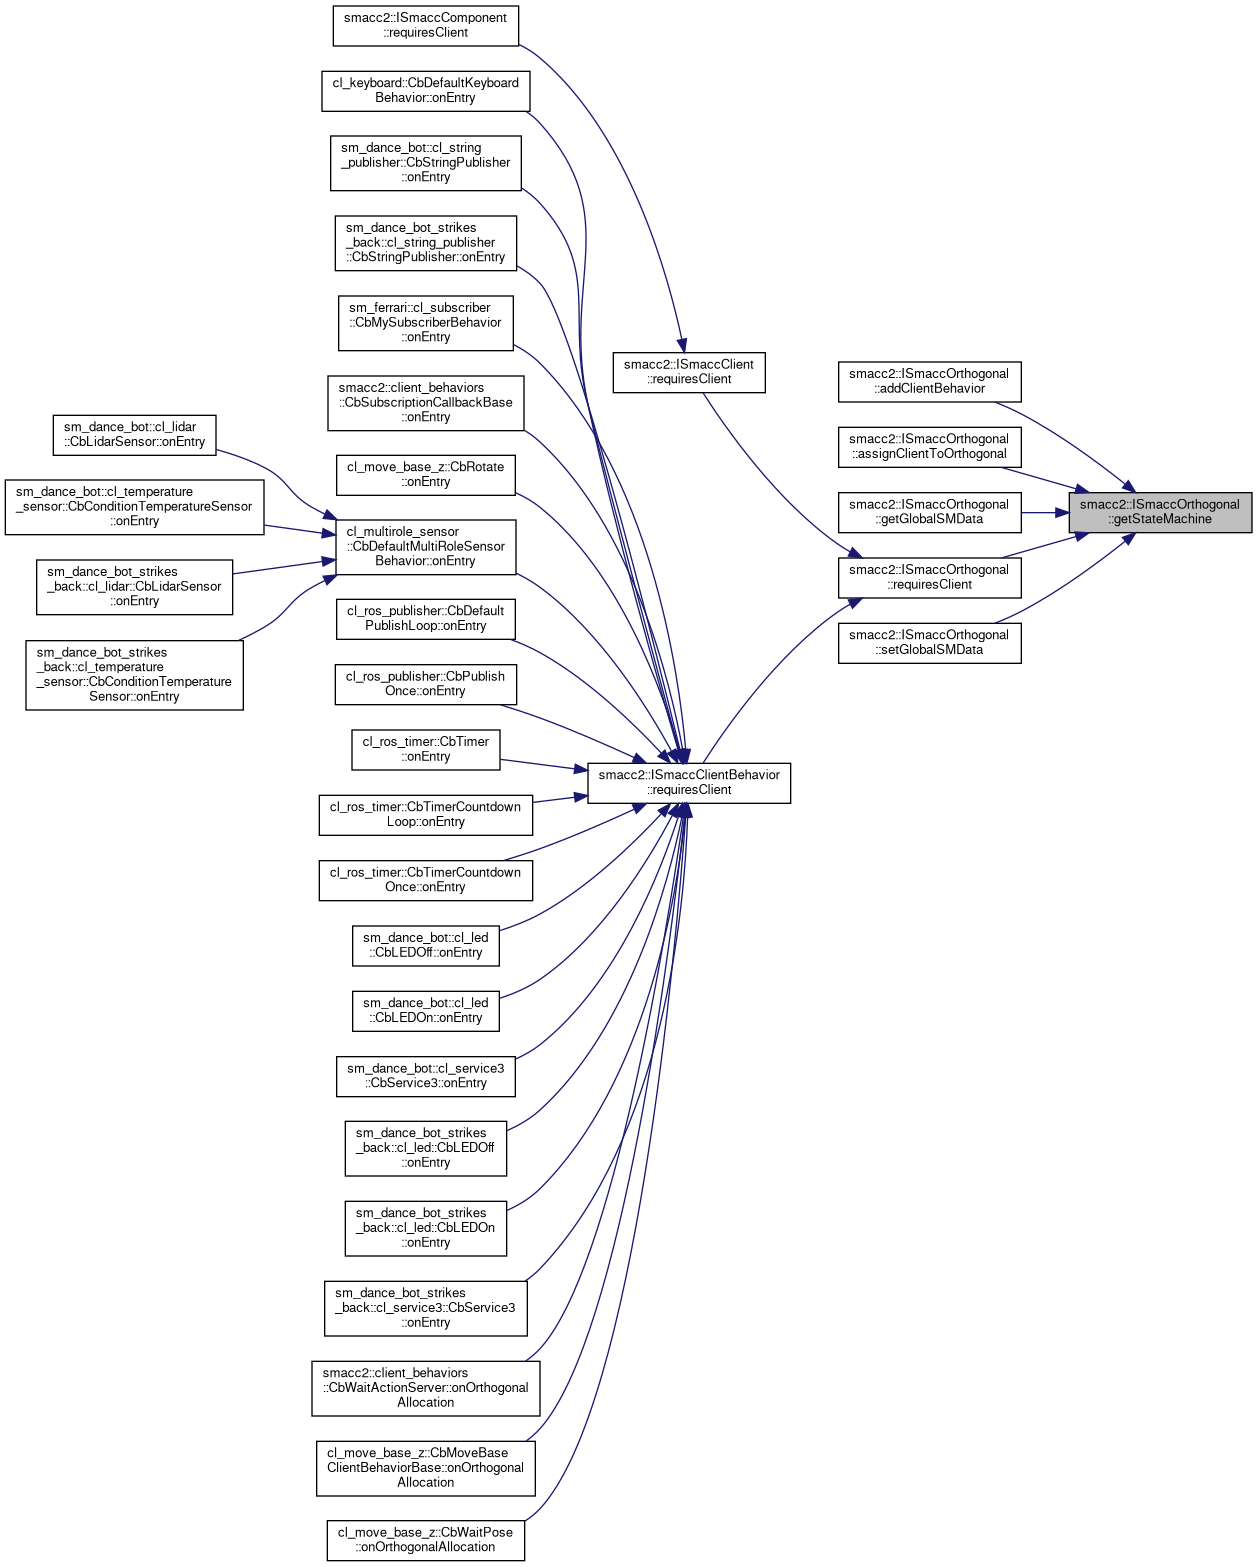 smacc2::ISmaccComponent
::requiresClient
cl_keyboard::CbDefaultKeyboard
Behavior::onEntry
sm_dance_bot::cl_string
_publisher::CbStringPublisher
::onEntry
sm_dance_bot_strikes
_back::cl_string_publisher
::CbStringPublisher::onEntry
sm_ferrari::cl_subscriber
::CbMySubscriberBehavior
::onEntry
smacc2::client_behaviors
::CbSubscriptionCallbackBase
::onEntry
cl_move_base_z::CbRotate
::onEntry
cl_multirole_sensor
::CbDefaultMultiRoleSensor
Behavior::onEntry
cl_ros_publisher::CbDefault
PublishLoop::onEntry
cl_ros_publisher::CbPublish
Once::onEntry
cl_ros_timer::CbTimer
::onEntry
cl_ros_timer::CbTimerCountdown
Loop::onEntry
cl_ros_timer::CbTimerCountdown
Once::onEntry
sm_dance_bot::cl_led
::CbLEDOff::onEntry
sm_dance_bot::cl_led
::CbLEDOn::onEntry
sm_dance_bot::cl_service3
::CbService3::onEntry
sm_dance_bot_strikes
_back::cl_led::CbLEDOff
::onEntry
sm_dance_bot_strikes
_back::cl_led::CbLEDOn
::onEntry
sm_dance_bot_strikes
_back::cl_service3::CbService3
::onEntry
smacc2::client_behaviors
::CbWaitActionServer::onOrthogonal
Allocation
cl_move_base_z::CbMoveBase
ClientBehaviorBase::onOrthogonal
Allocation
cl_move_base_z::CbWaitPose
::onOrthogonalAllocation
sm_dance_bot::cl_lidar
::CbLidarSensor::onEntry
sm_dance_bot::cl_temperature
_sensor::CbConditionTemperatureSensor
::onEntry
sm_dance_bot_strikes
_back::cl_lidar::CbLidarSensor
::onEntry
sm_dance_bot_strikes
_back::cl_temperature
_sensor::CbConditionTemperature
Sensor::onEntry
smacc2::ISmaccClient
::requiresClient
smacc2::ISmaccClientBehavior
::requiresClient
smacc2::ISmaccOrthogonal
::addClientBehavior
smacc2::ISmaccOrthogonal
::assignClientToOrthogonal
smacc2::ISmaccOrthogonal
::getGlobalSMData
smacc2::ISmaccOrthogonal
::requiresClient
smacc2::ISmaccOrthogonal
::setGlobalSMData
smacc2::ISmaccOrthogonal
::getStateMachine